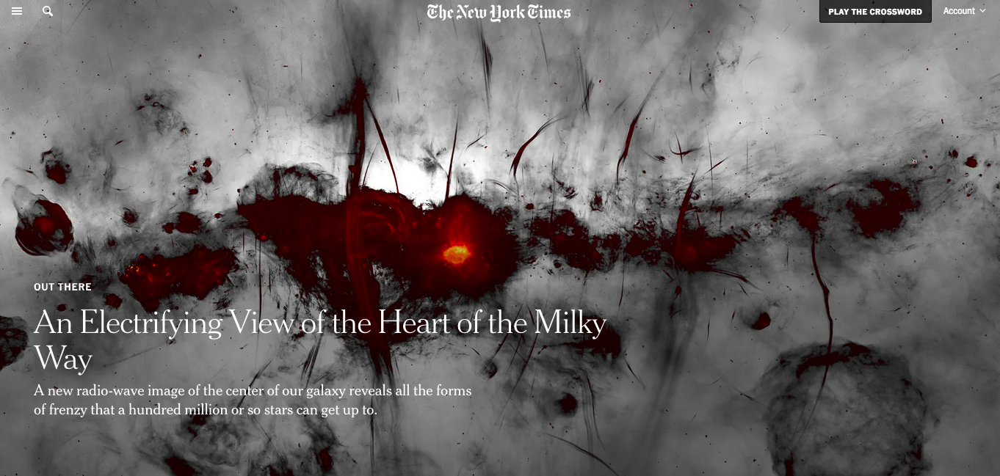 The New York Times
PLAY THE CROSSWORD
Account
OUT THERE
An Electrifying View of the Heart of the Milky
Way
A new radio-wave image of the center of our galaxy reveals all the forms
of frenzy that a hundred million or so stars can get up to.